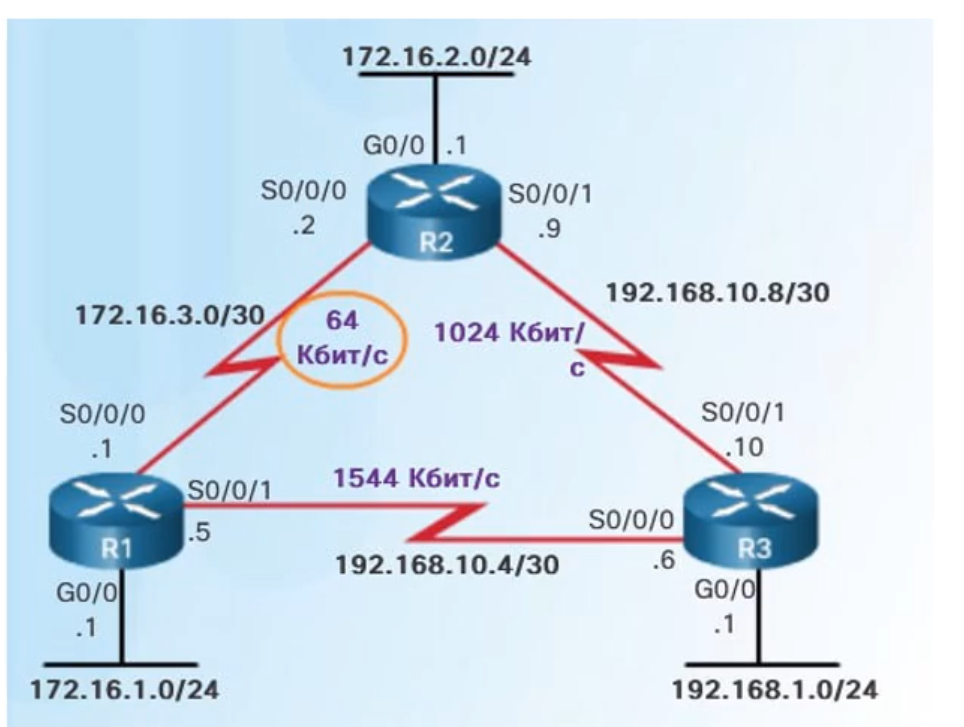 172.16.2.0/24
G0/0 .1
S0/0/0
.2
R2
S0/0/1
.9
172.16.3.0/30
64
Кбит/с
1024 Кбит/
с
192.168.10.8/30
S0/0/0
.1
S0/0/1
.10
R1
S0/0/1
.5
1544 Кбит/с
192.168.10.4/30
S0/0/0
.6
R3
G0/0
.1
G0/0
.1
172.16.1.0/24
192.168.1.0/24